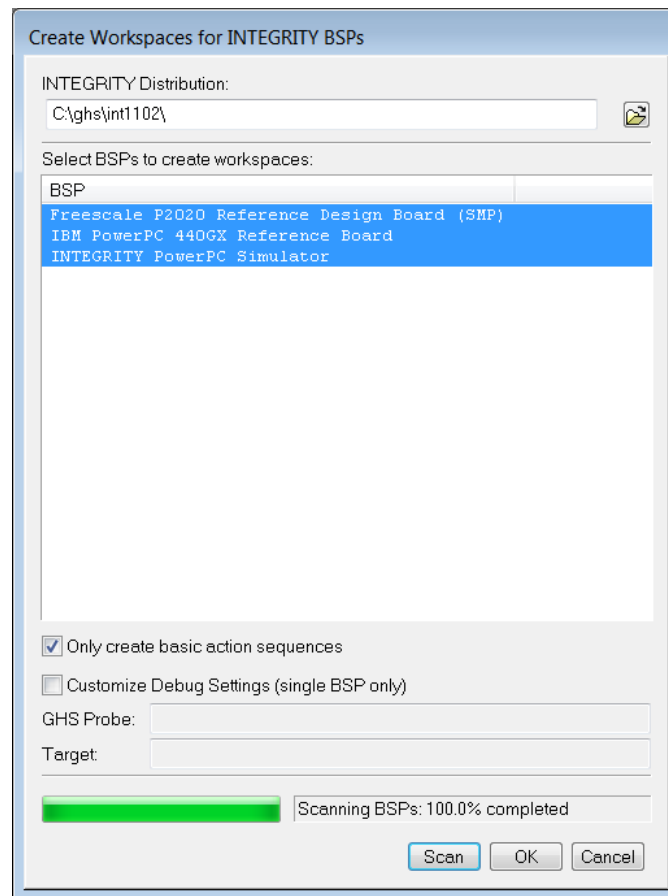 Create Workspaces for INTEGRITY BSPs
INTEGRITY Distribution:
C:\ghs\int1102\
Select BSPs to create workspaces:
BSP
Freescale P2020 Reference Design Board (SMP)
IBM PowerPC 440GX Reference Board
INTEGRITY PowerPC Simulator
Only create basic action sequences
Customize Debug Settings (single BSP only)
GHS Probe:
Target:
Scanning BSPs: 100.0% completed
Scan OK Cancel